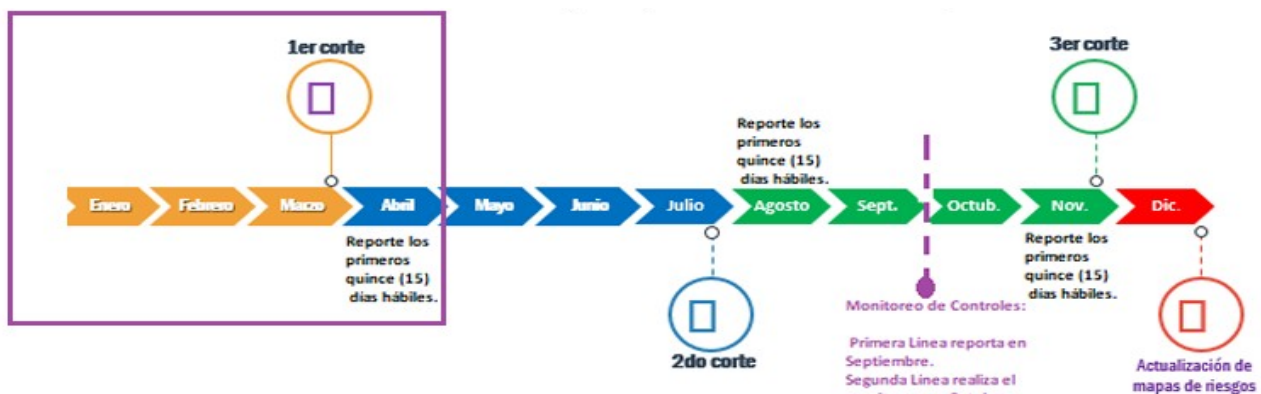 1er corte
3er corte
Reporte los
primeros
quince (15)
días hábiles.
Enero
Febrero
Marzo
Abril
Mayo
Junio
Julio
Agosto
Sept.
Octub.
Nov.
Dic.
Reporte los
primeros
quince (15)
días hábiles.
Reporte los
primeros
quince (15)
días hábiles.
2do corte
Monitoreo de Controles:
Primera Línea reporta en
Septiembre.
Segunda Línea realiza el
Actualización de
mapas de riesgos